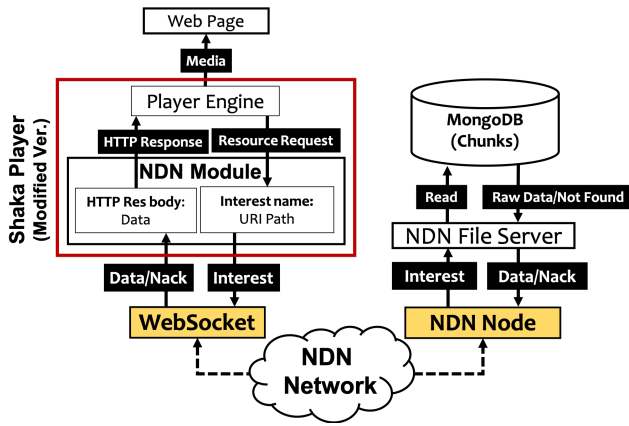 Web Page
Media
Shaka Player
(Modified Ver.)
Player Engine
HTTP Response
Resource Request
NDN Module
HTTP Res body:
Data
Interest name:
URI Path
Data/Nack
Interest
WebSocket
MongoDB
(Chunks)
Read
Raw Data/Not Found
NDN File Server
Interest
Data/Nack
NDN Node
NDN
Network